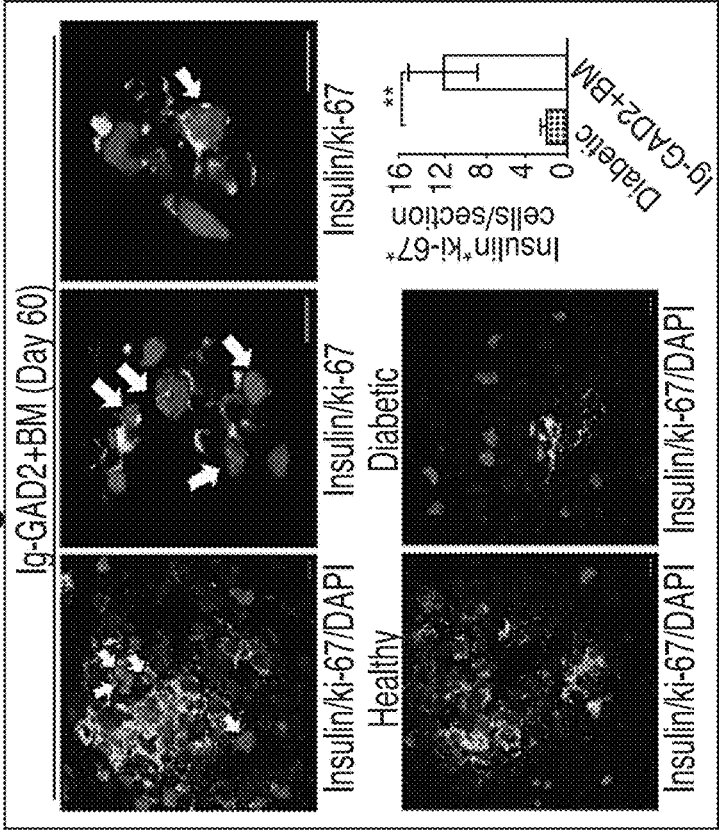 Ig-GAD2+BM (Day 60)
Insulin/ki-67/DAPI
Insulin/ki-67
Insulin/ki-67
Healthy
Diabetic
Insulin/ki-67/DAPI
Insulin/ki-67/DAPI
Insulin⁺ki-67⁺
cells/section
16
12
8
4
0
**
Diabetic
Ig-GAD2+BM